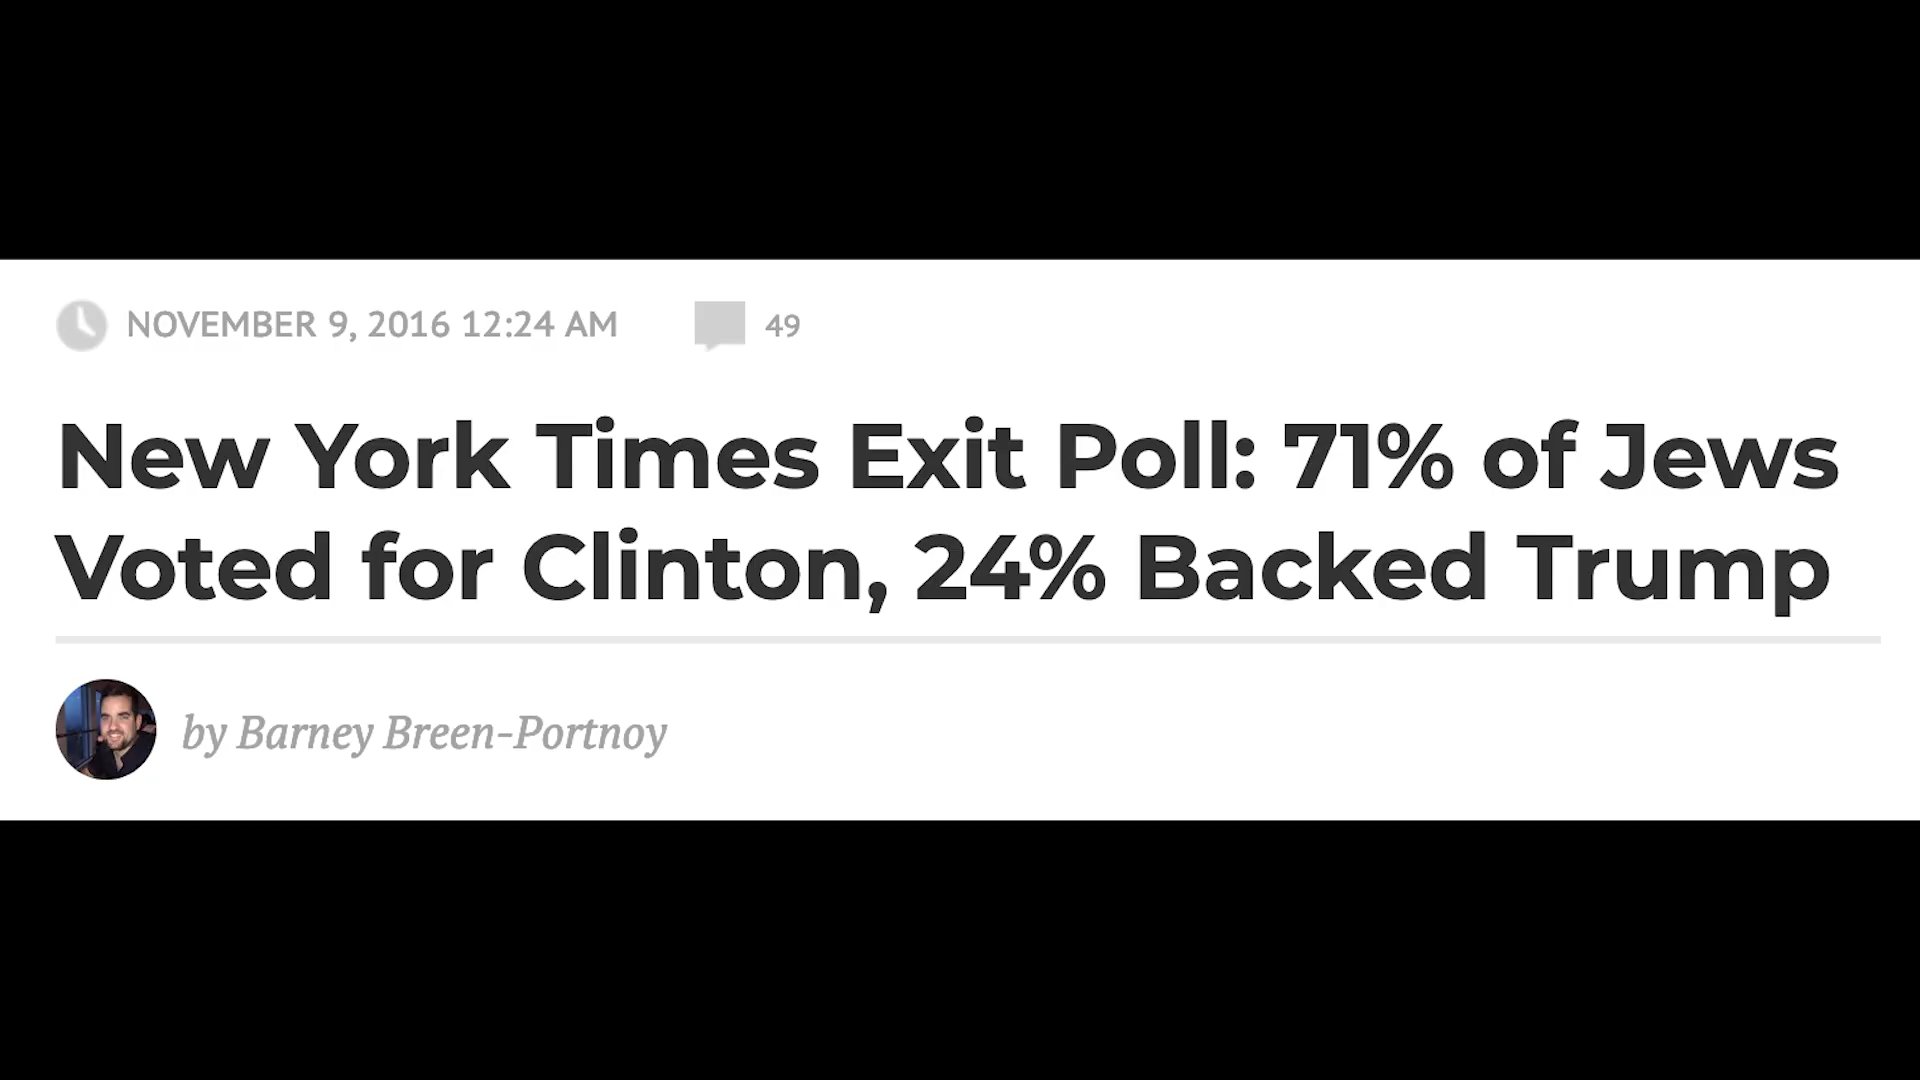 NOVEMBER 9, 2016 12:24 AM 49
New York Times Exit Poll: 71% of Jews
Voted for Clinton, 24% Backed Trump
by Barney Breen-Portnoy